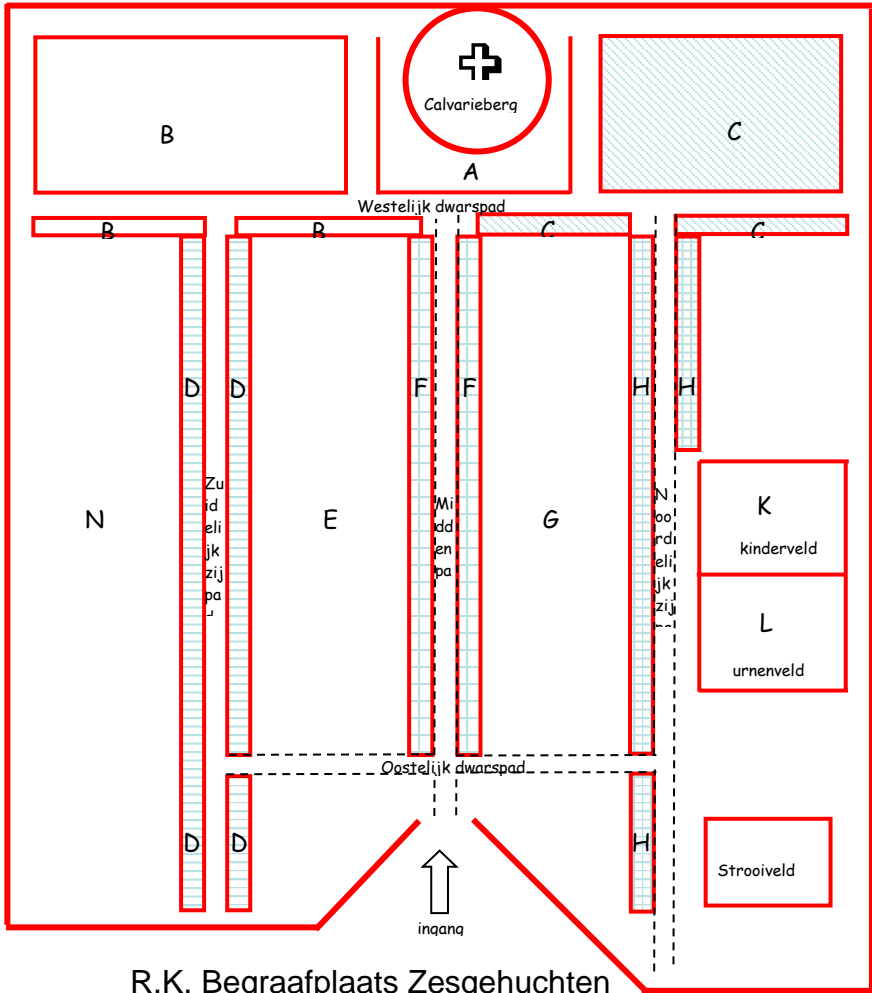 Calvarieberg
B
C
A
Westelijk dwarspad
B
B
C
C
D
D
F
F
H
H
N
Zu
id
eli
jk
zij
pa
E
Mi
dd
en
pa
G
N
oo
rd
eli
jk
zij
K
kinderveld
L
urnenveld
Oostelijk dwarspad
D
D
H
Strooiveld
ingang
R.K. Begraafplaats Zesgehuchten